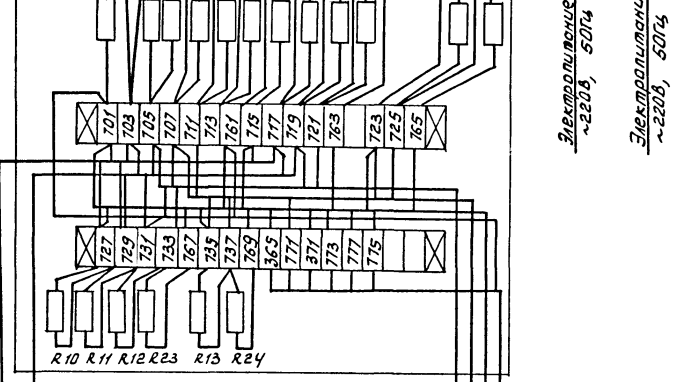 701 703 705 707 711 713 761 715 717 719 721 763 723 725 765
727 729 731 733 767 735 737 769 365 771 371 773 777 775
R10 R11 R12 R23 R13 R24
Электропитание
~220В, 50Гц
Электропитани
~220В, 50Гц